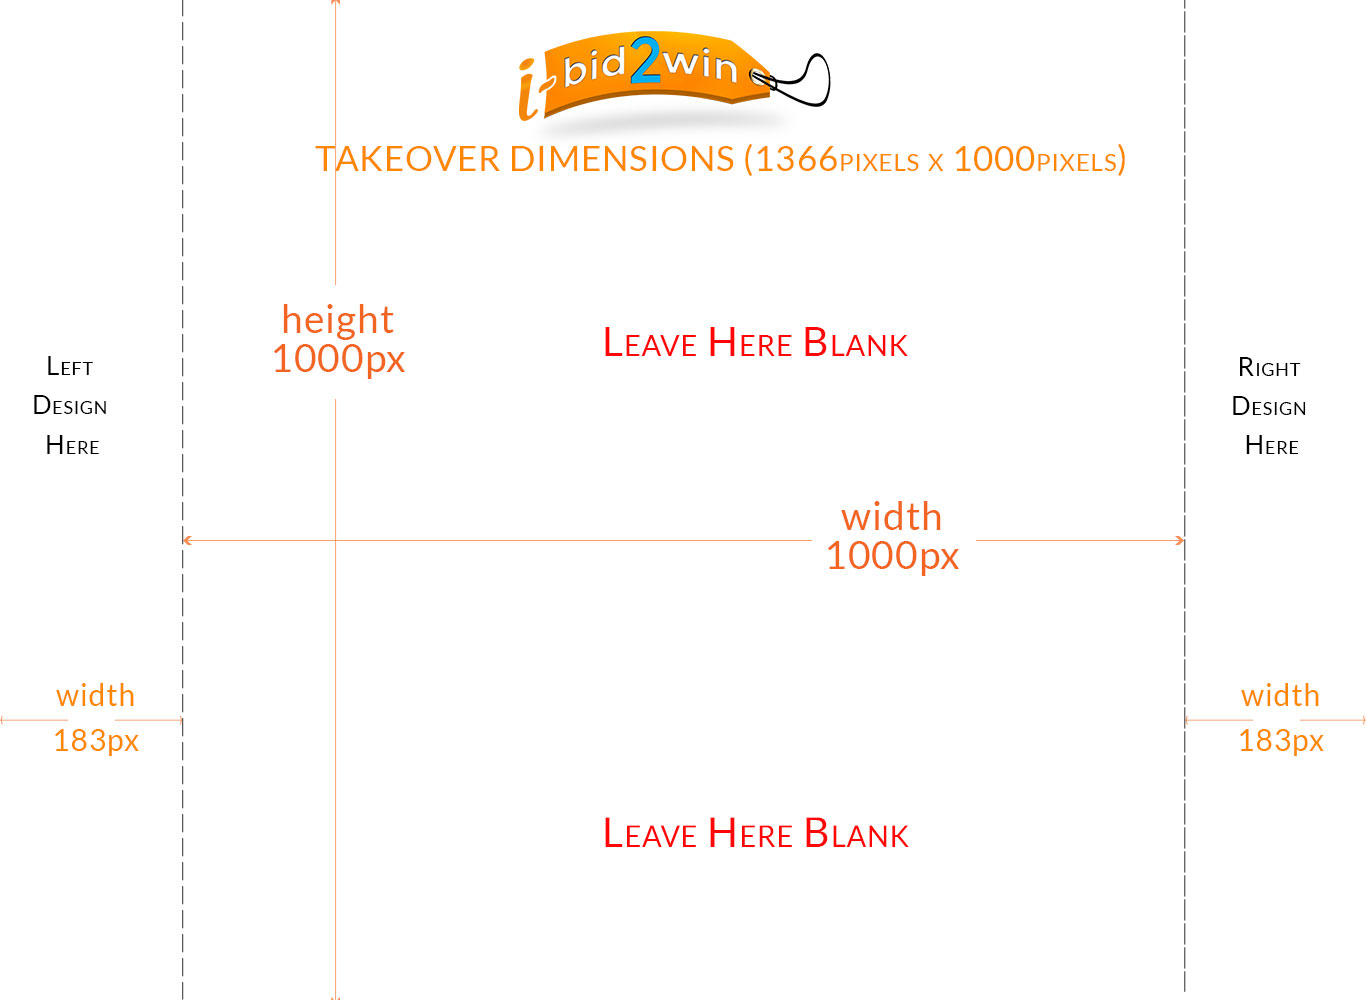 i-bid2win
TAKEOVER DIMENSIONS (1366PIXELS X 1000PIXELS)
height
1000px
LEAVE HERE BLANK
LEFT
DESIGN
HERE
RIGHT
DESIGN
HERE
width
1000px
width
183px
width
183px
LEAVE HERE BLANK